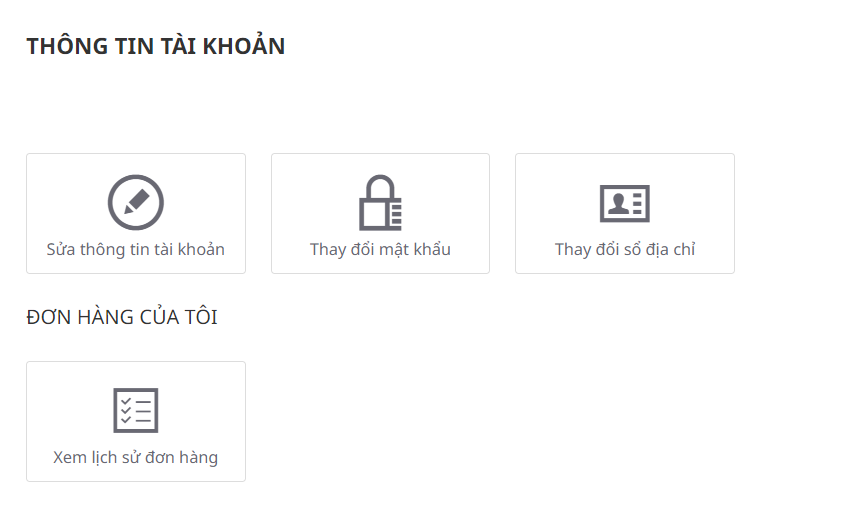 THÔNG TIN TÀI KHOẢN
Sửa thông tin tài khoản
Thay đổi mật khẩu
Thay đổi sổ địa chỉ
ĐƠN HÀNG CỦA TÔI
Xem lịch sử đơn hàng